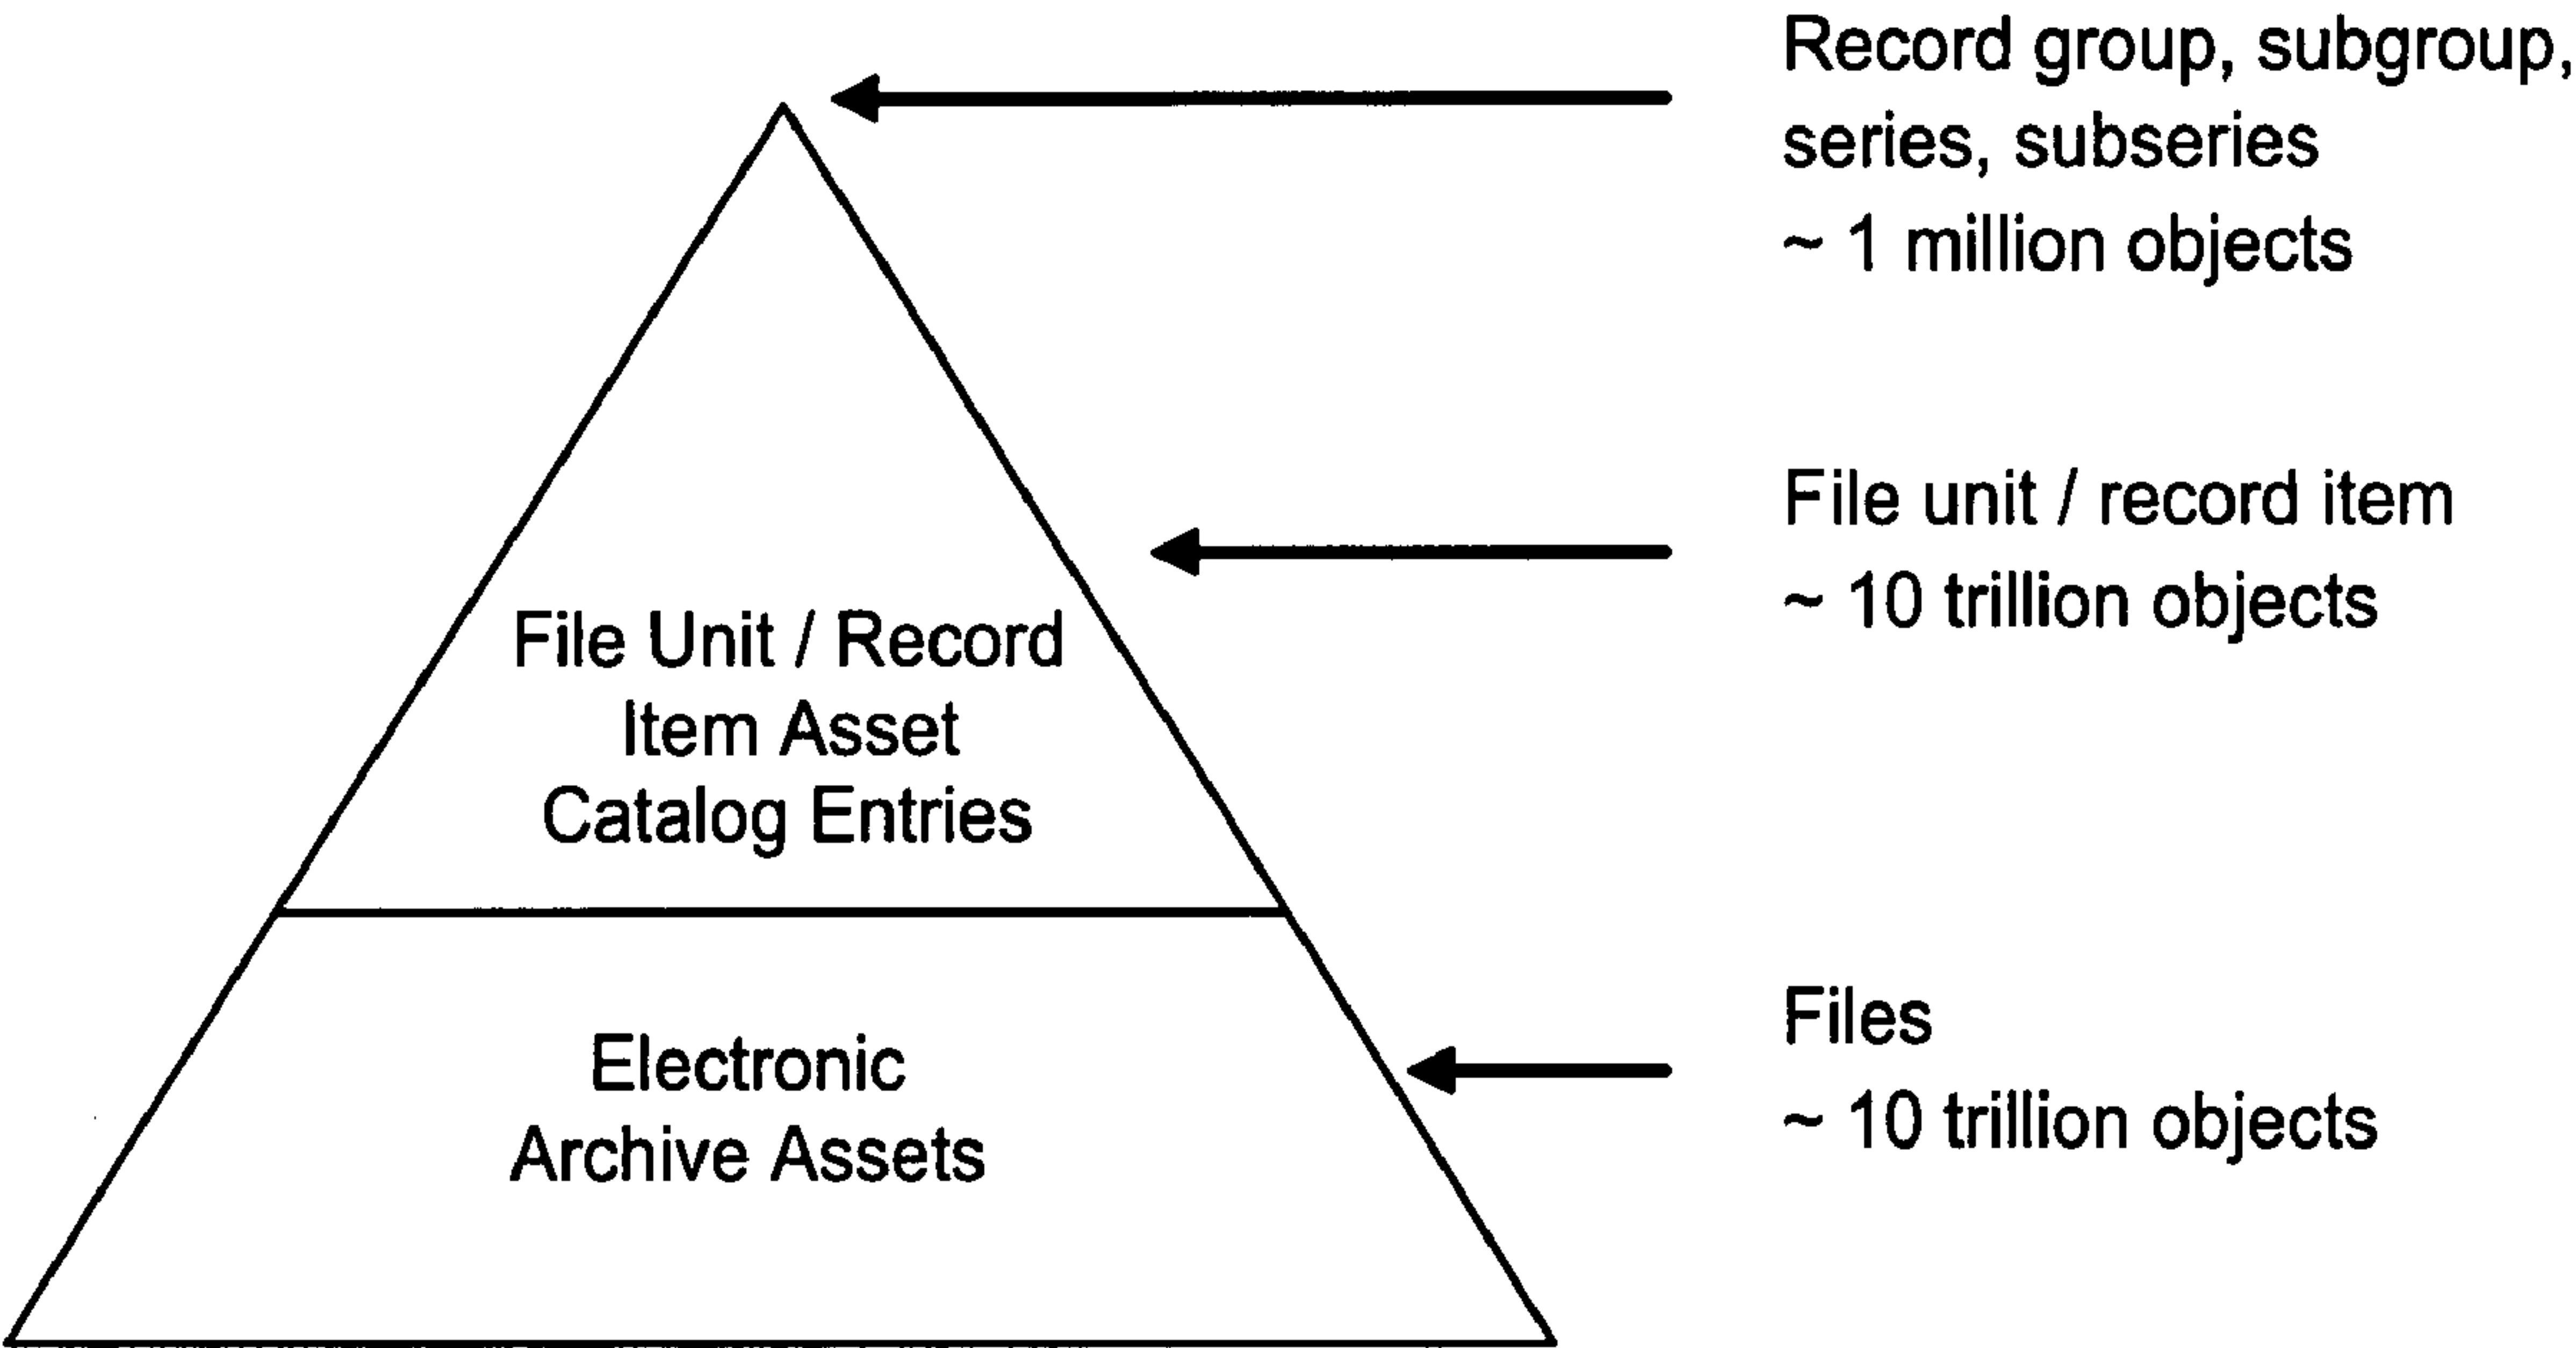 Record group, subgroup,
series, subseries
~ 1 million objects
File unit / record item
~ 10 trillion objects
File Unit / Record
Item Asset
Catalog Entries
Files
~ 10 trillion objects
Electronic
Archive Assets